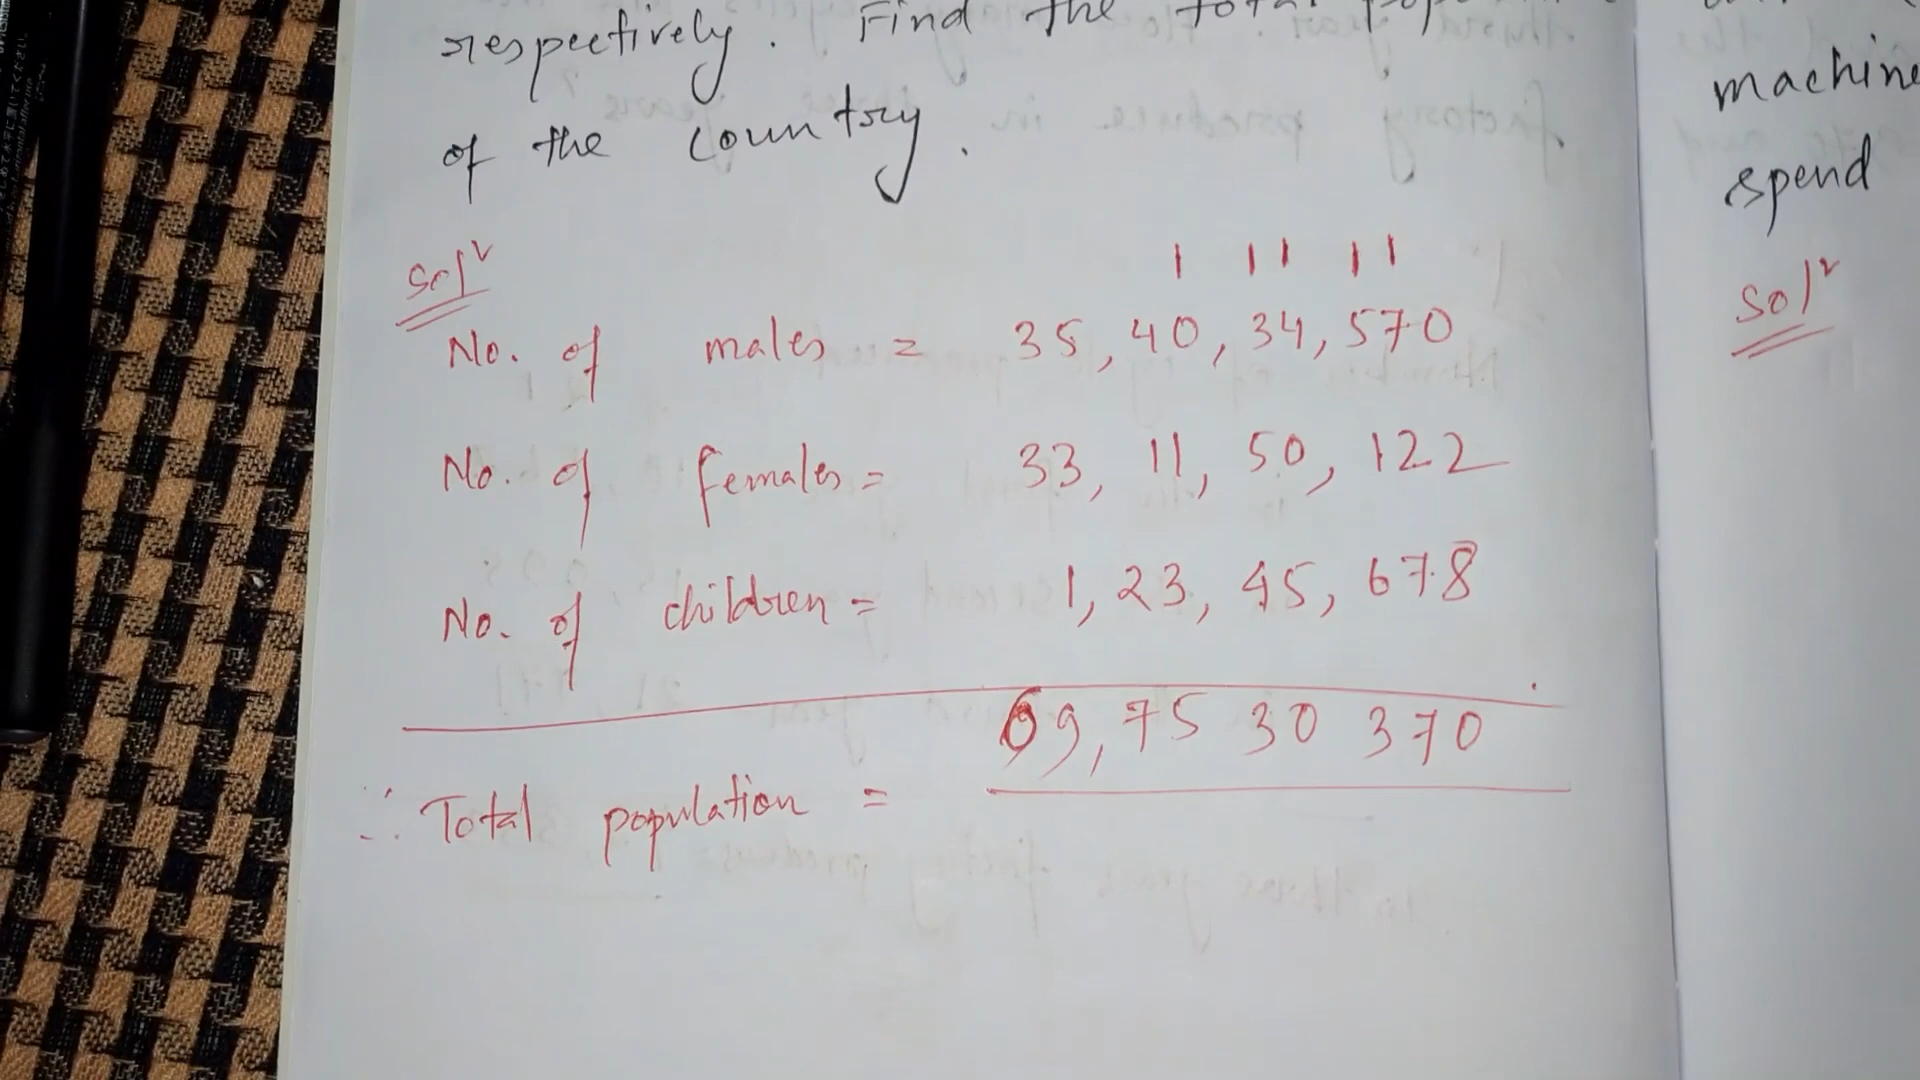 respectively. Find the total
of the country.
machine
spend
Solⁿ
1 11 11
No. of males = 35,40,34,570
No. of females = 33, 11, 50, 122
No. of children = 1, 23, 45, 678
69,75 30 370
∴ Total population =
Solⁿ